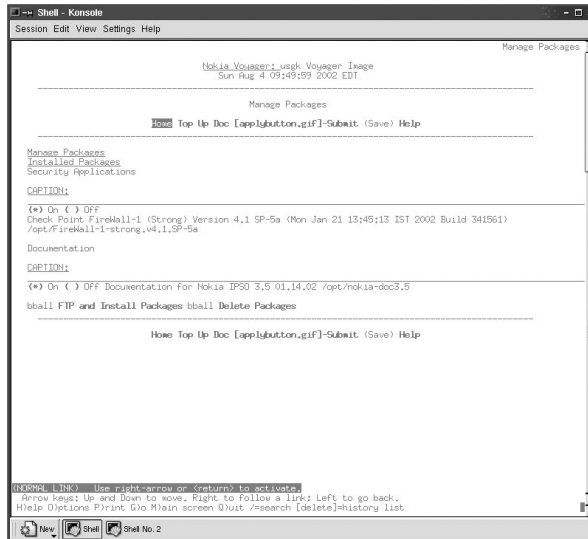 Shell - Konsole
Session Edit View Settings Help
Manage Packages
Nokia Voyager: usgk Voyager Image
Sun Aug 4 09:49:59 2002 EDT
Manage Packages
Home Top Up Doc [applybutton.gif]-Submit (Save) Help
Manage Packages
Installed Packages
Security Applications
CAPTION:
(*) On ( ) Off
Check Point FireWall-1 (Strong) Version 4.1 SP-5a (Mon Jan 21 13:45:13 IST 2002 Build 341561)
/opt/FireWall-1-strong.v4.1.SP-5a
Documentation
CAPTION:
(*) On ( ) Off Documentation for Nokia IPSO 3.5 01.14.02 /opt/nokia-doc3.5
bball FTP and Install Packages bball Delete Packages
Home Top Up Doc [applybutton.gif]-Submit (Save) Help
(NORMAL LINK) Use right-arrow or <return> to activate.
Arrow keys: Up and Down to move. Right to follow a link; Left to go back.
H)elp O)ptions P)rint G)o M)ain screen Q)uit /=search [delete]=history list
New Shell Shell No. 2